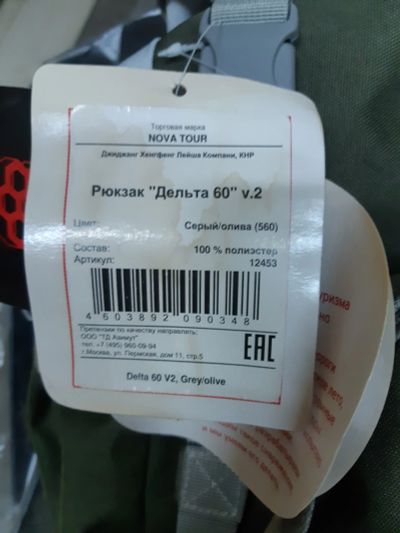 Торговая марка
NOVA TOUR
Джиджанг Хенгфенг Лейша Компани, КНР
Рюкзак "Дельта 60" v.2
Цвет: Серый/олива (560)
Состав: 100 % полиэстер
Артикул: 12453
4 603892 090348
Претензии по качеству направлять:
ООО "ТД Азимут"
тел. +7 (495) 960-09-94
г.Москва, ул. Пермская, дом 11, стр.5
EAC
Delta 60 V2, Grey/olive